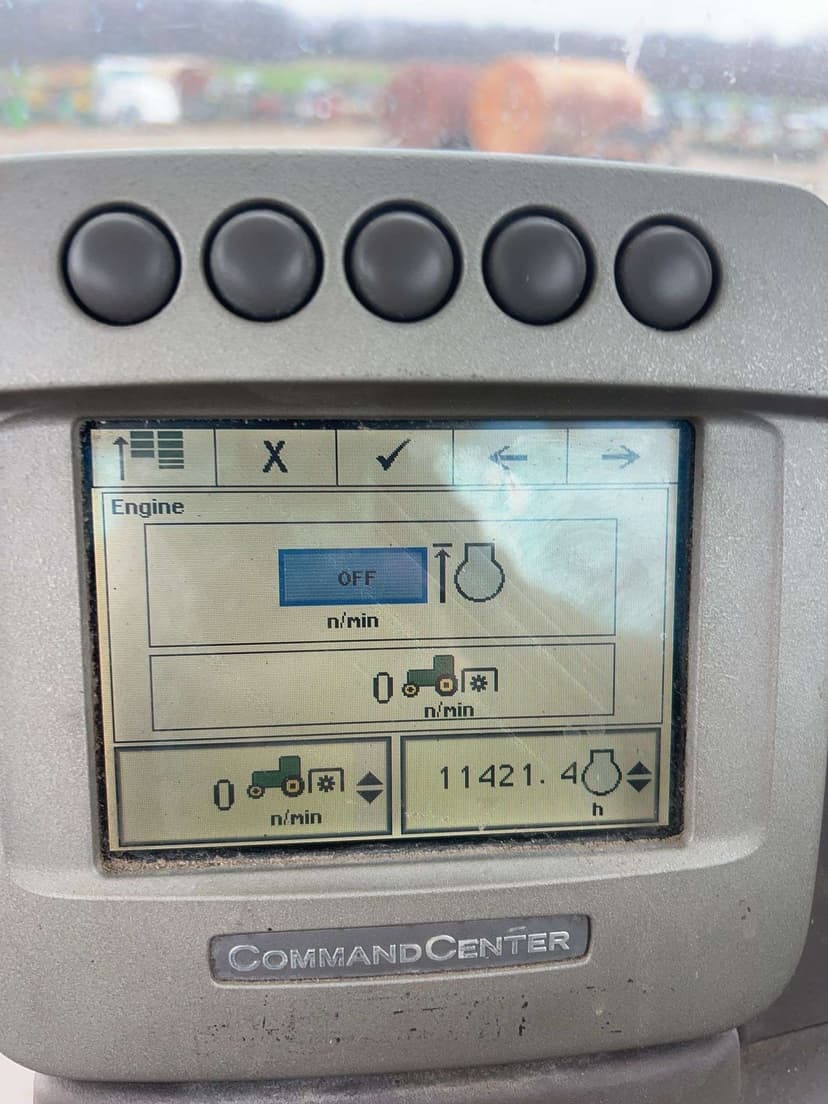 X
Engine
OFF
n/min
0
n/min
0
n/min
11421.4
h
COMMANDCENTER